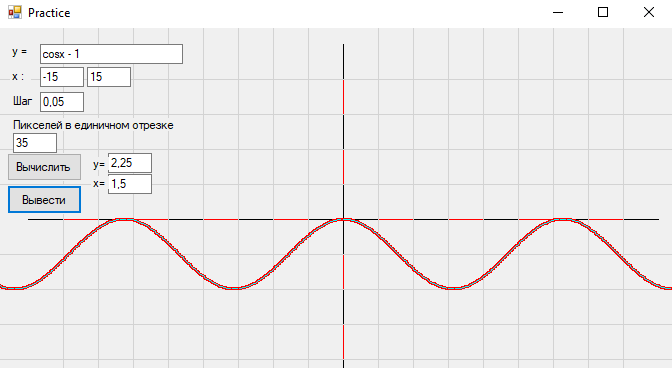 Practice
y =
cosx - 1
x :
-15
15
Шаг
0,05
Пикселей в единичном отрезке
35
Вычислить
y=
2,25
x=
1,5
Вывести